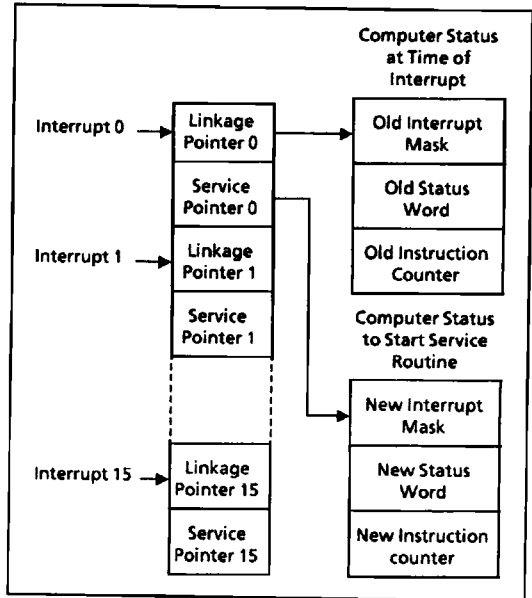 Computer Status
at Time of
Interrupt
Interrupt 0
Linkage
Pointer 0
Old Interrupt
Mask
Service
Pointer 0
Old Status
Word
Interrupt 1
Linkage
Pointer 1
Old Instruction
Counter
Service
Pointer 1
Computer Status
to Start Service
Routine
New Interrupt
Mask
Interrupt 15
Linkage
Pointer 15
New Status
Word
Service
Pointer 15
New Instruction
counter